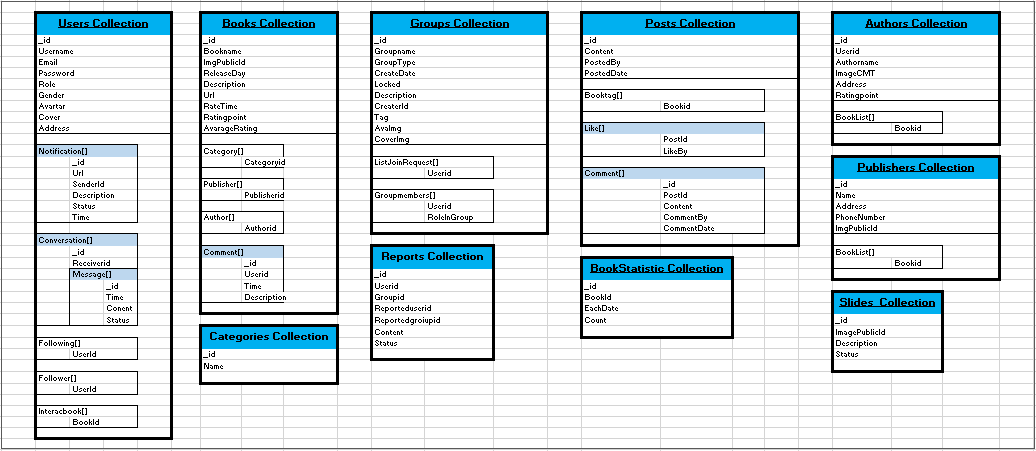 Users Collection
_id
Username
Email
Password
Role
Gender
Avartar
Cover
Address
Notification[]
_id
Url
SenderId
Description
Status
Time
Conversation[]
_id
Receiverid
Message[]
_id
Time
Conent
Status
Following[]
UserId
Follower[]
UserId
Interacbook[]
BookId
Books Collection
_id
Bookname
ImgPublicId
ReleaseDay
Description
Url
RateTime
Ratingpoint
AvarageRating
Category[]
Categoryid
Publisher[]
Publisherid
Author[]
Authorid
Comment[]
_id
Userid
Time
Description
Categories Collection
_id
Name
Groups Collection
_id
Groupname
GroupType
CreateDate
Locked
Description
CreaterId
Tag
AvaImg
CoverImg
ListJoinRequest[]
Userid
Groupmembers[]
Userid
RoleInGroup
Reports Collection
_id
Userid
Groupid
Reporteduserid
Reportedgroiupid
Content
Status
Posts Collection
_id
Content
PostedBy
PostedDate
Booktag[]
Bookid
Like[]
PostId
LikeBy
Comment[]
_id
PostId
Content
CommentBy
CommentDate
BookStatistic Collection
_id
BookId
EachDate
Count
Authors Collection
_id
Userid
Authorname
ImageCMT
Address
Ratingpoint
BookList[]
Bookid
Publishers Collection
_id
Name
Address
PhoneNumber
ImgPublicId
BookList[]
Bookid
Slides  Collection
_id
ImagePublicId
Description
Status